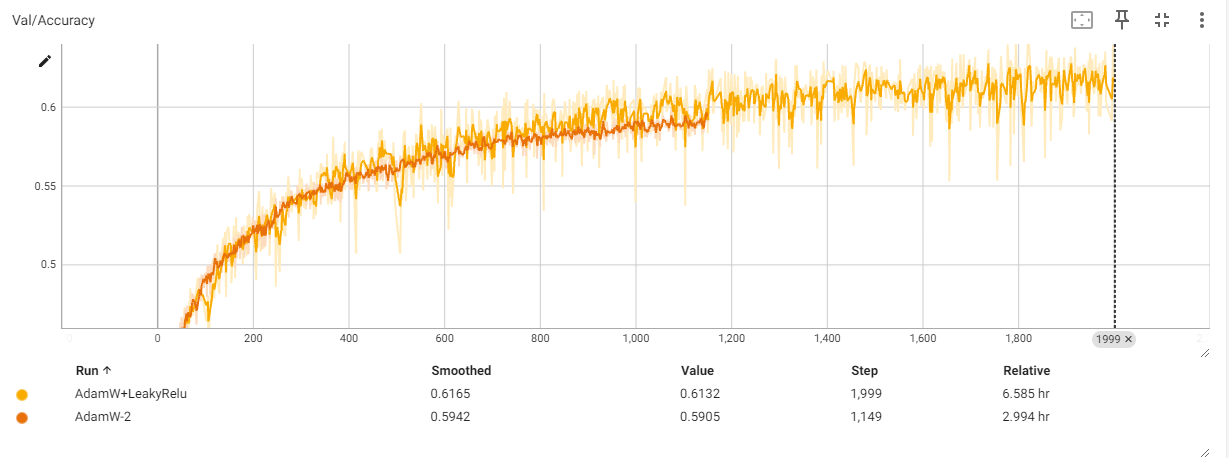 Val/Accuracy
0.6
0.55
0.5
0 200 400 600 800 1,000 1,200 1,400 1,600 1,800 1999 ✕
Run ↑ Smoothed Value Step Relative
AdamW+LeakyRelu 0.6165 0.6132 1,999 6.585 hr
AdamW-2 0.5942 0.5905 1,149 2.994 hr